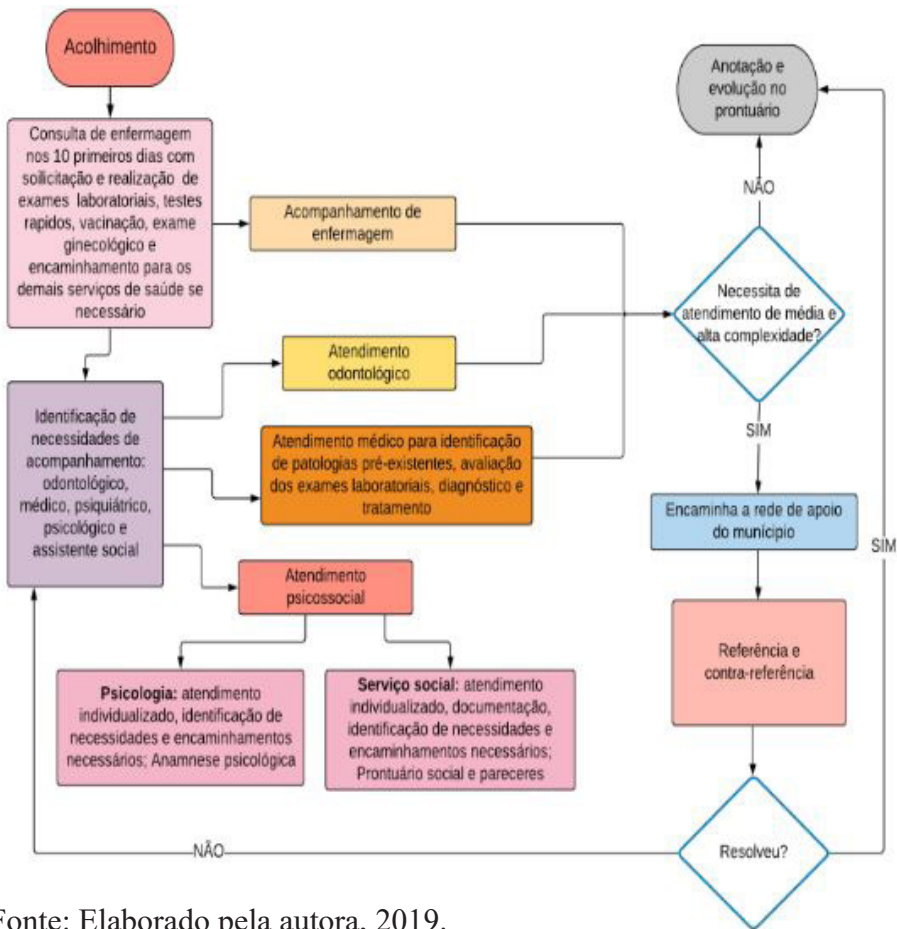 Acolhimento
Consulta de enfermagem
nos 10 primeiros dias com
soilicitação e realização de
exames laboratoriais, testes
rapidos, vacinação, exame
ginecológico e
encaminhamento para os
demais serviços de saúde se
necessário
Acompanhamento de
enfermagem
Identificação de
necessidades de
acompanhamento:
odontológico,
médico, psiquiátrico,
psicológico e
assistente social
Atendimento
odontológico
Atendimento médico para identificação
de patologias pré-existentes, avaliação
dos exames laboratoriais, diagnóstico e
tratamento
Atendimento
psicossocial
Psicologia: atendimento
individualizado, identificação de
necessidades e encaminhamentos
necessários; Anamnese psicológica
Serviço social: atendimento
individualizado, documentação,
identificação de necessidades e
encaminhamentos necessários;
Prontuário social e pareceres
Anotação e
evolução no
prontuário
NÃO
Necessita de
atendimento de média e
alta complexidade?
SIM
Encaminha a rede de apoio
do municipio
Referência e
contra-referência
Resolveu?
SIM
NÃO
Fonte: Elaborado pela autora, 2019.